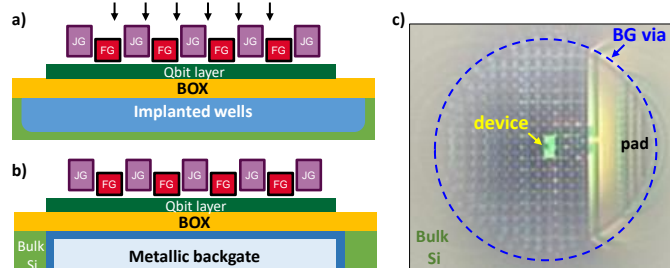 a)
JG JG JG JG JG
FG FG FG FG
Qbit layer
BOX
Implanted wells
b)
JG JG JG JG JG
FG FG FG FG
Qbit layer
BOX
Bulk
Si
Metallic backgate
c)
BG via
device
pad
Bulk
Si